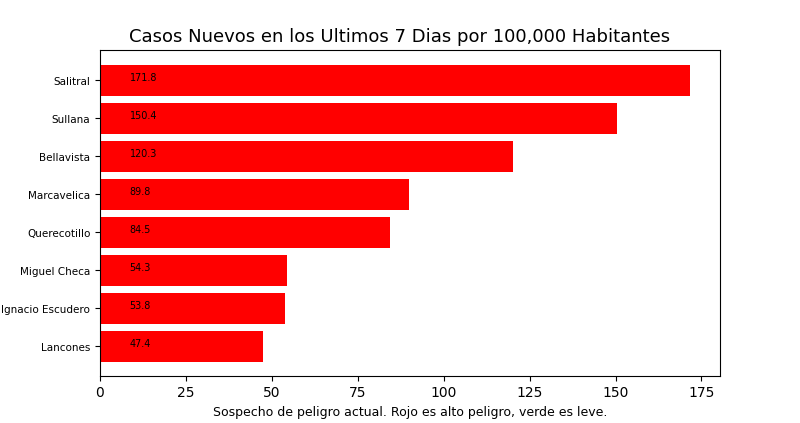 Casos Nuevos en los Ultimos 7 Dias por 100,000 Habitantes
Salitral 171.8
Sullana 150.4
Bellavista 120.3
Marcavelica 89.8
Querecotillo 84.5
Miguel Checa 54.3
Ignacio Escudero 53.8
Lancones 47.4
0 25 50 75 100 125 150 175
Sospecho de peligro actual. Rojo es alto peligro, verde es leve.